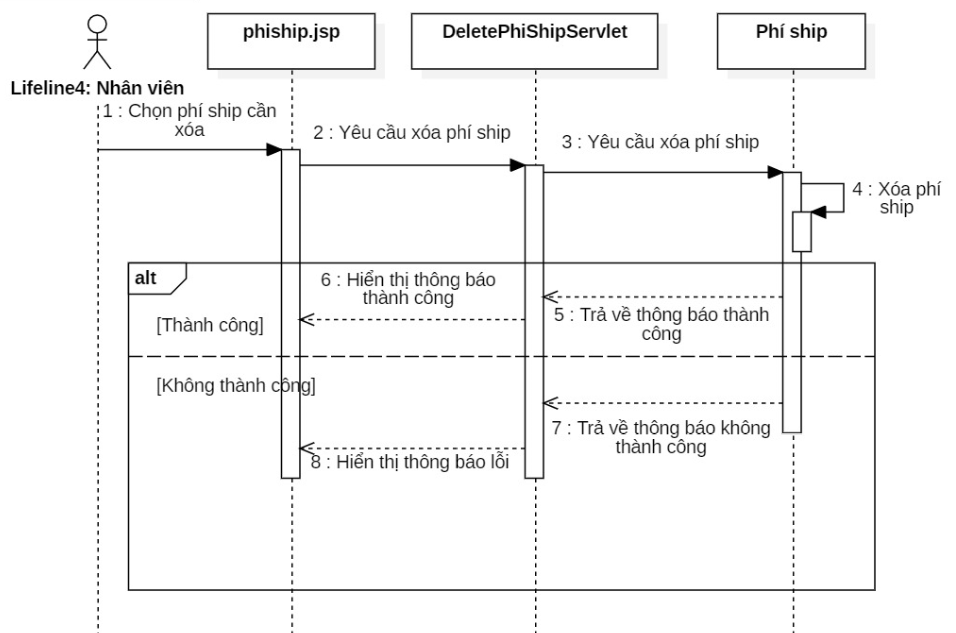 phiship.jsp
DeletePhiShipServlet
Phí ship
Lifeline4: Nhân viên
1 : Chọn phí ship cần
xóa
2 : Yêu cầu xóa phí ship
3 : Yêu cầu xóa phí ship
4 : Xóa phí
ship
alt
6 : Hiển thị thông báo
thành công
[Thành công]
5 : Trả về thông báo thành
công
[Không thành công]
7 : Trả về thông báo không
thành công
8 : Hiển thị thông báo lỗi